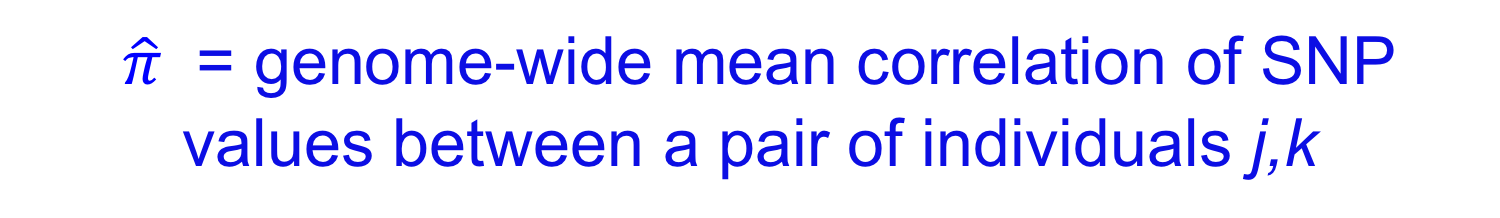 π̂ = genome-wide mean correlation of SNP
values between a pair of individuals j,k